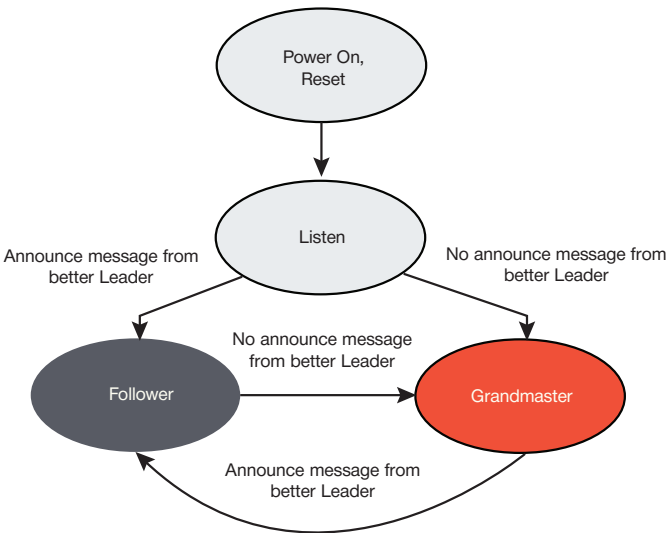 Power On,
Reset
Listen
Announce message from
better Leader
No announce message from
better Leader
No announce message
from better Leader
Follower
Grandmaster
Announce message from
better Leader